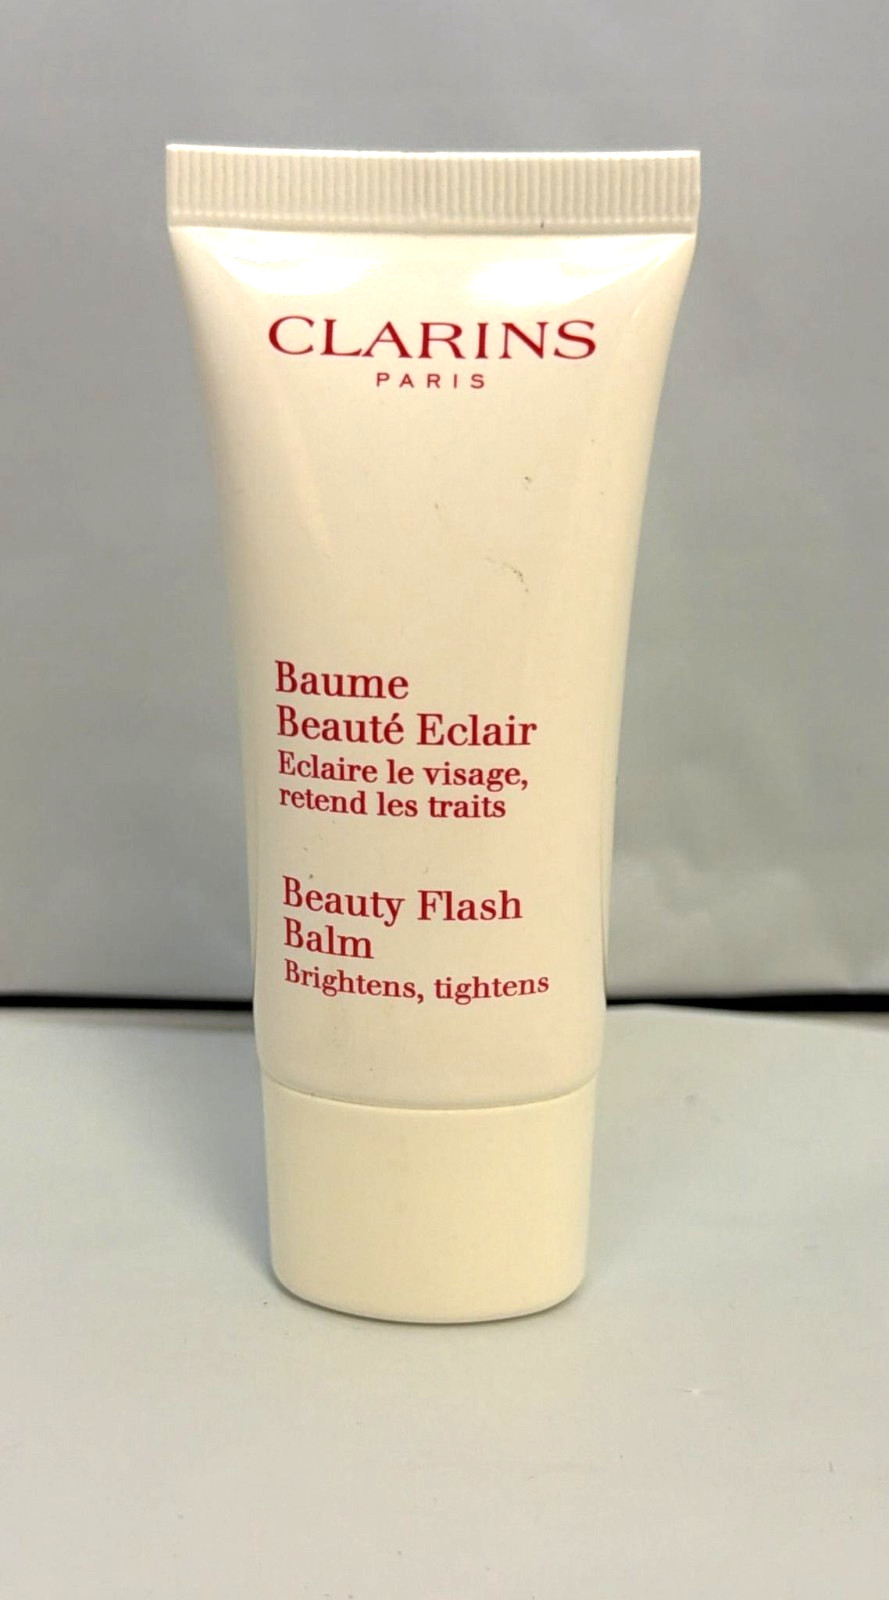 CLARINS
PARIS
Baume
Beauté Eclair
Eclaire le visage,
retend les traits
Beauty Flash
Balm
Brightens, tightens